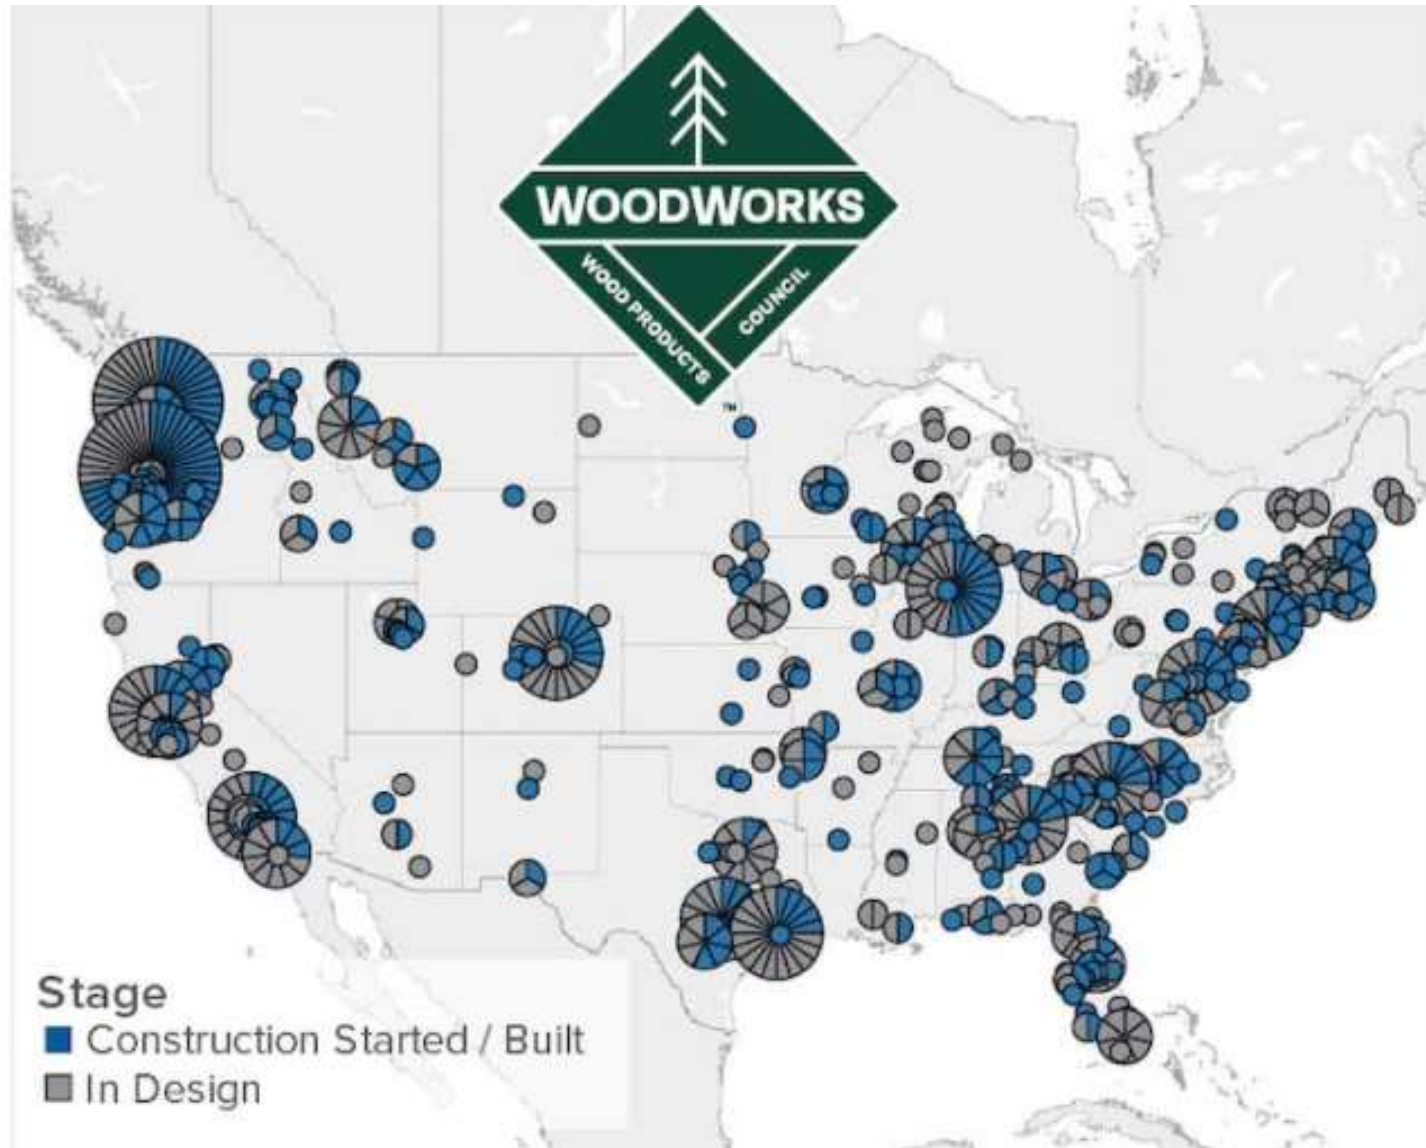 WOODWORKS
WOOD PRODUCTS
COUNCIL
TM
Stage
Construction Started / Built
In Design